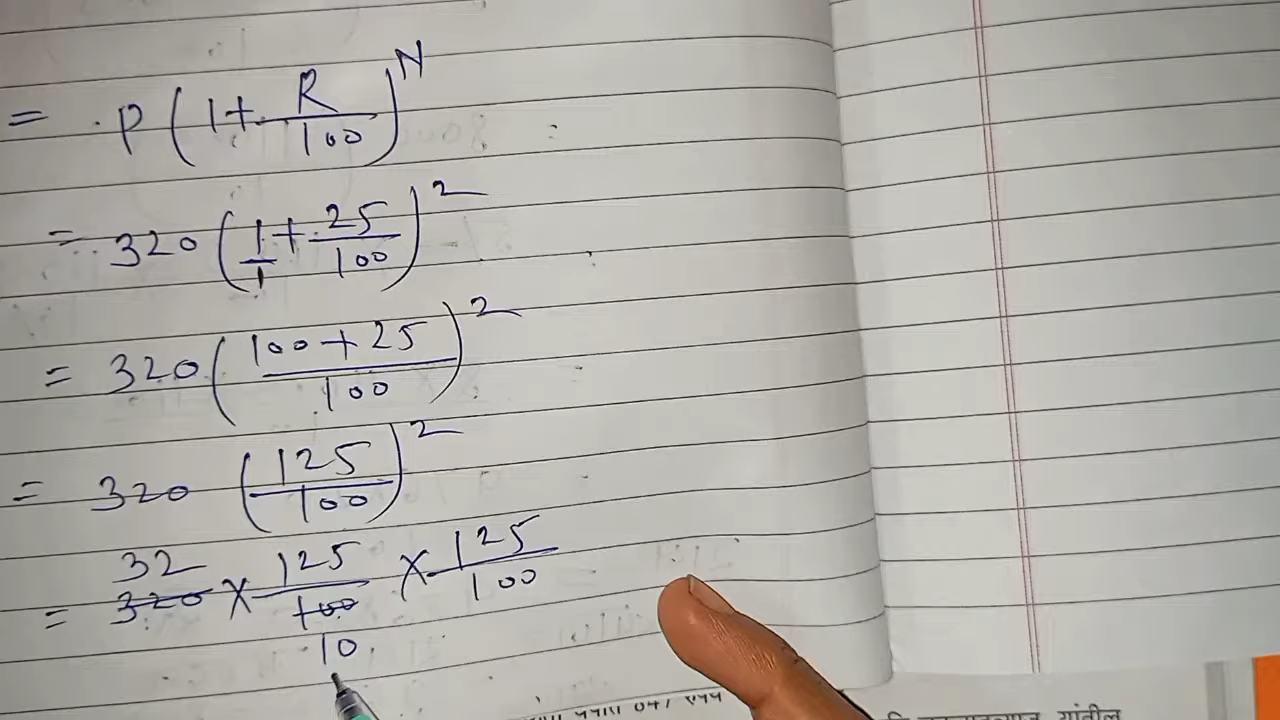 = P(1+R/100)^N
= 320(1/1+25/100)^2
= 320(100+25/100)^2
= 320(125/100)^2
32
= 320 × 125/100 × 125/100
10